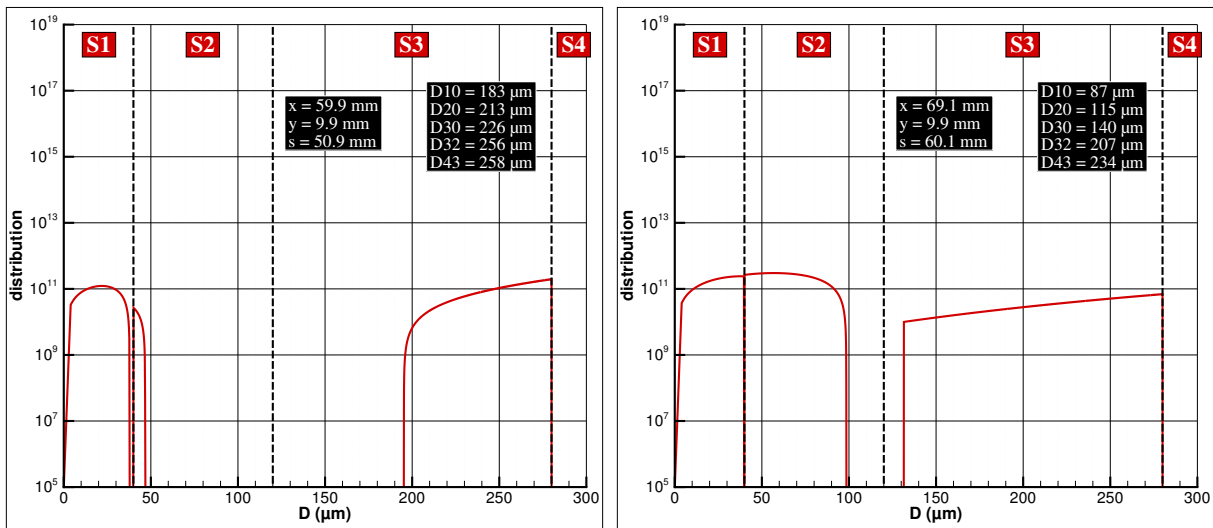 S1 S2 S3 S4
10^19
10^17
10^15
10^13
10^11
10^9
10^7
10^5
distribution
x = 59.9 mm
y = 9.9 mm
s = 50.9 mm
D10 = 183 µm
D20 = 213 µm
D30 = 226 µm
D32 = 256 µm
D43 = 258 µm
0 50 100 150 200 250 300
D (µm)
S1 S2 S3 S4
10^19
10^17
10^15
10^13
10^11
10^9
10^7
10^5
distribution
x = 69.1 mm
y = 9.9 mm
s = 60.1 mm
D10 = 87 µm
D20 = 115 µm
D30 = 140 µm
D32 = 207 µm
D43 = 234 µm
0 50 100 150 200 250 300
D (µm)